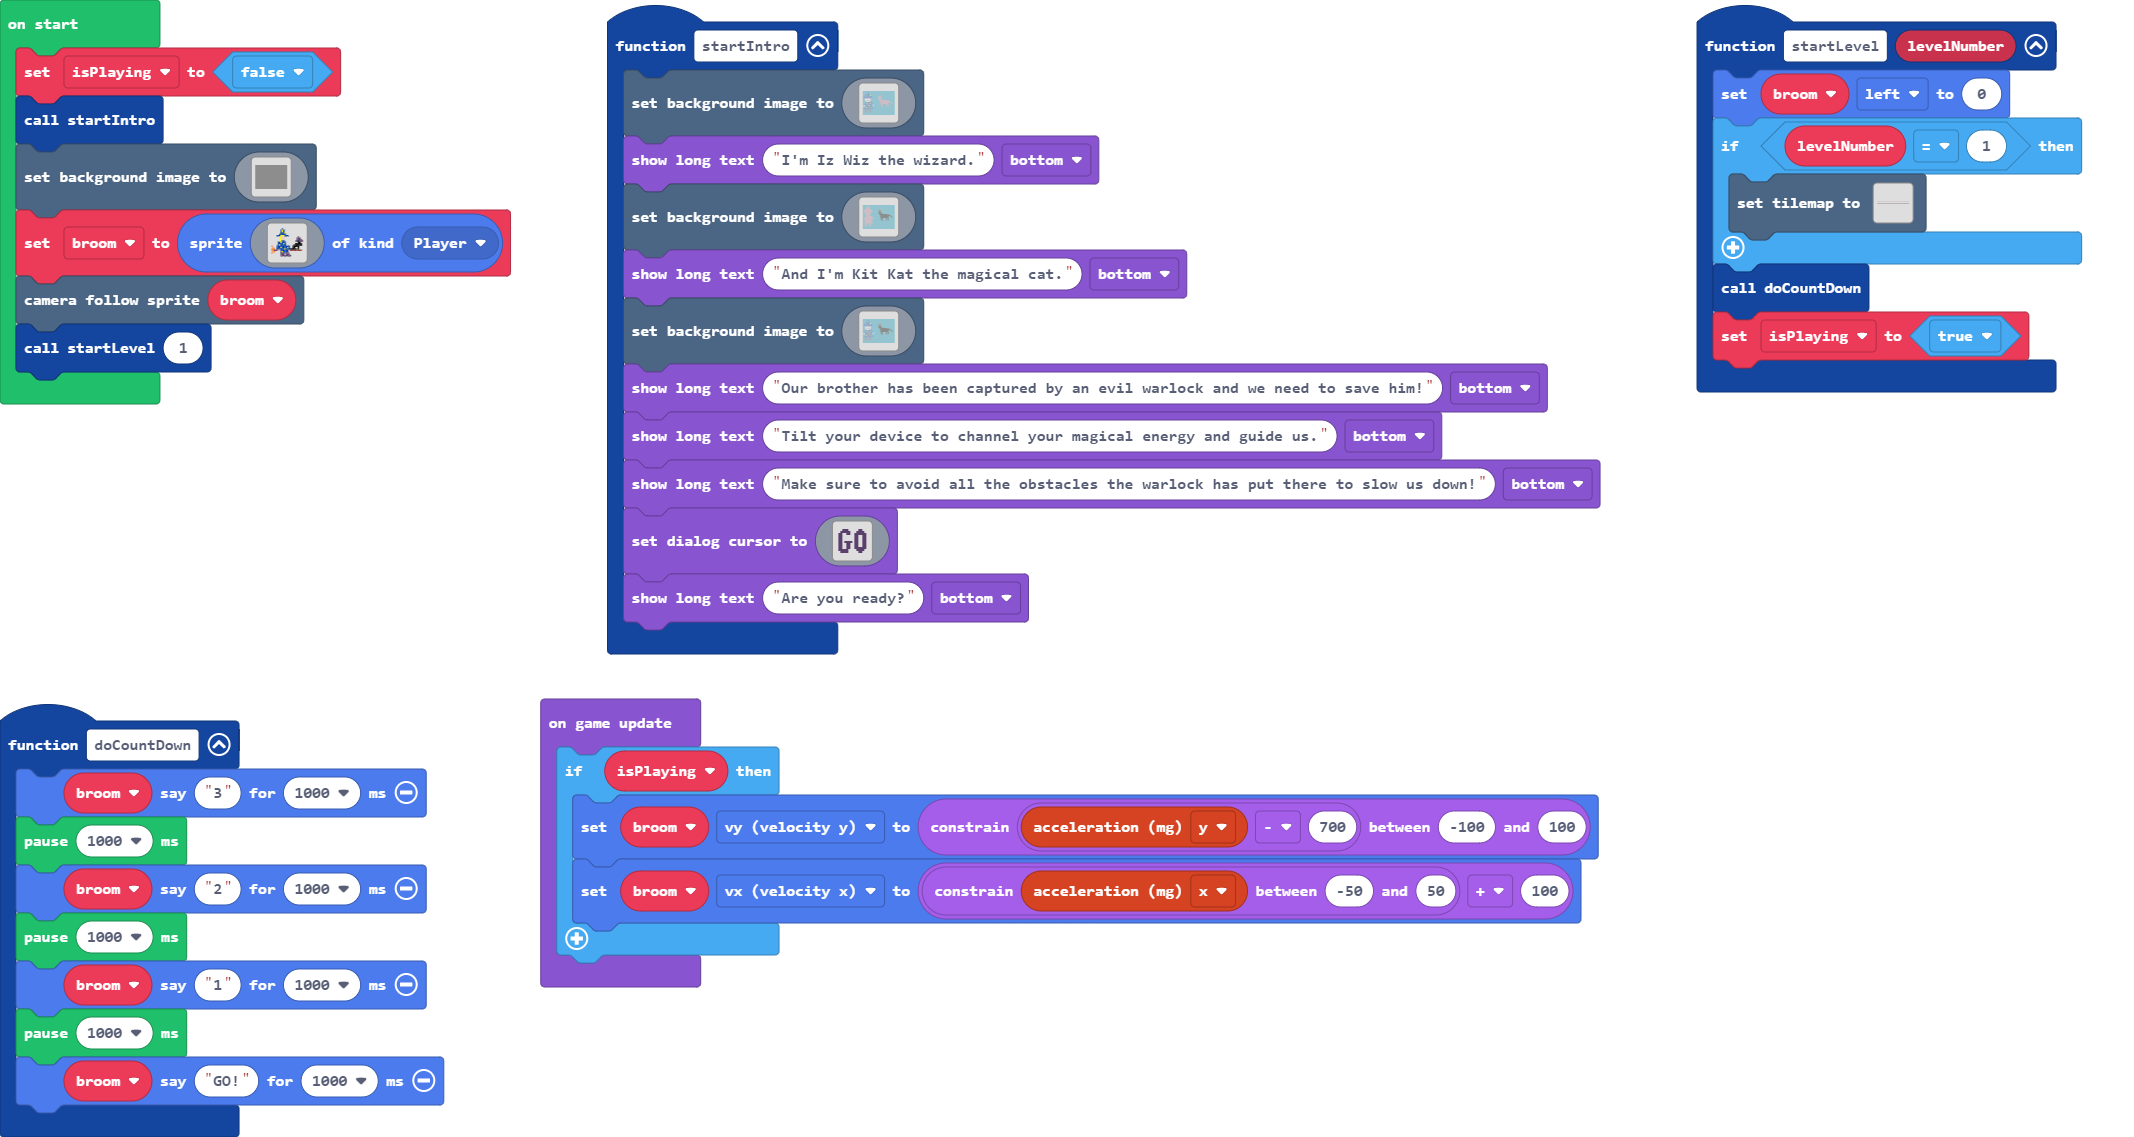 on start
set isPlaying to false
call startIntro
set background image to
set broom to sprite of kind Player
camera follow sprite broom
call startLevel 1
function startIntro
set background image to
show long text "I'm Iz Wiz the wizard." bottom
set background image to
show long text "And I'm Kit Kat the magical cat." bottom
set background image to
show long text "Our brother has been captured by an evil warlock and we need to save him!" bottom
show long text "Tilt your device to channel your magical energy and guide us." bottom
show long text "Make sure to avoid all the obstacles the warlock has put there to slow us down!" bottom
set dialog cursor to GO
show long text "Are you ready?" bottom
function startLevel levelNumber
set broom left to 0
if levelNumber = 1 then
set tilemap to
call doCountDown
set isPlaying to true
function doCountDown
broom say "3" for 1000 ms
pause 1000 ms
broom say "2" for 1000 ms
pause 1000 ms
broom say "1" for 1000 ms
pause 1000 ms
broom say "GO!" for 1000 ms
on game update
if isPlaying then
set broom vy (velocity y) to constrain acceleration (mg) y - 700 between -100 and 100
set broom vx (velocity x) to constrain acceleration (mg) x between -50 and 50 + 100